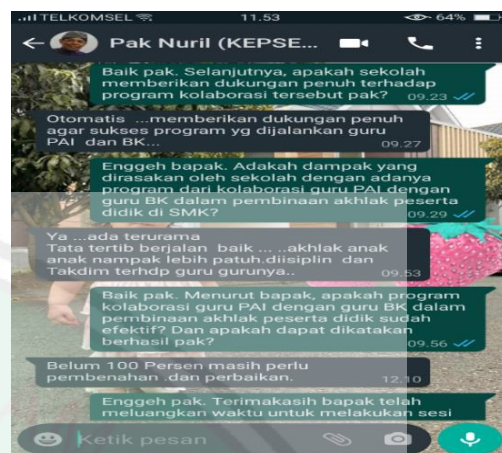 TELKOMSEL
11.53
64%
Pak Nuril (KEPSE...
Baik pak. Selanjutnya, apakah sekolah
memberikan dukungan penuh terhadap
program kolaborasi tersebut pak?
09.23
Otomatis ...memberikan dukungan penuh
agar sukses program yg dijalankan guru
PAI dan BK...
09.27
Enggeh bapak. Adakah dampak yang
dirasakan oleh sekolah dengan adanya
program dari kolaborasi guru PAI dengan
guru BK dalam pembinaan akhlak peserta
didik di SMK?
09.29
Ya ...ada terurama
Tata tertib berjalan baik ... ..akhlak anak
anak nampak lebih patuh.diisiplin dan
Takdim terhdp guru gurunya..
09.53
Baik pak. Menurut bapak, apakah program
kolaborasi guru PAI dengan guru BK dalam
pembinaan akhlak peserta didik sudah
efektif? Dan apakah dapat dikatakan
berhasil pak?
09.56
Belum 100 Persen masih perlu
pembenahan .dan perbaikan.
12.10
Enggeh pak. Terimakasih bapak telah
meluangkan waktu untuk melakukan sesi
Ketik pesan